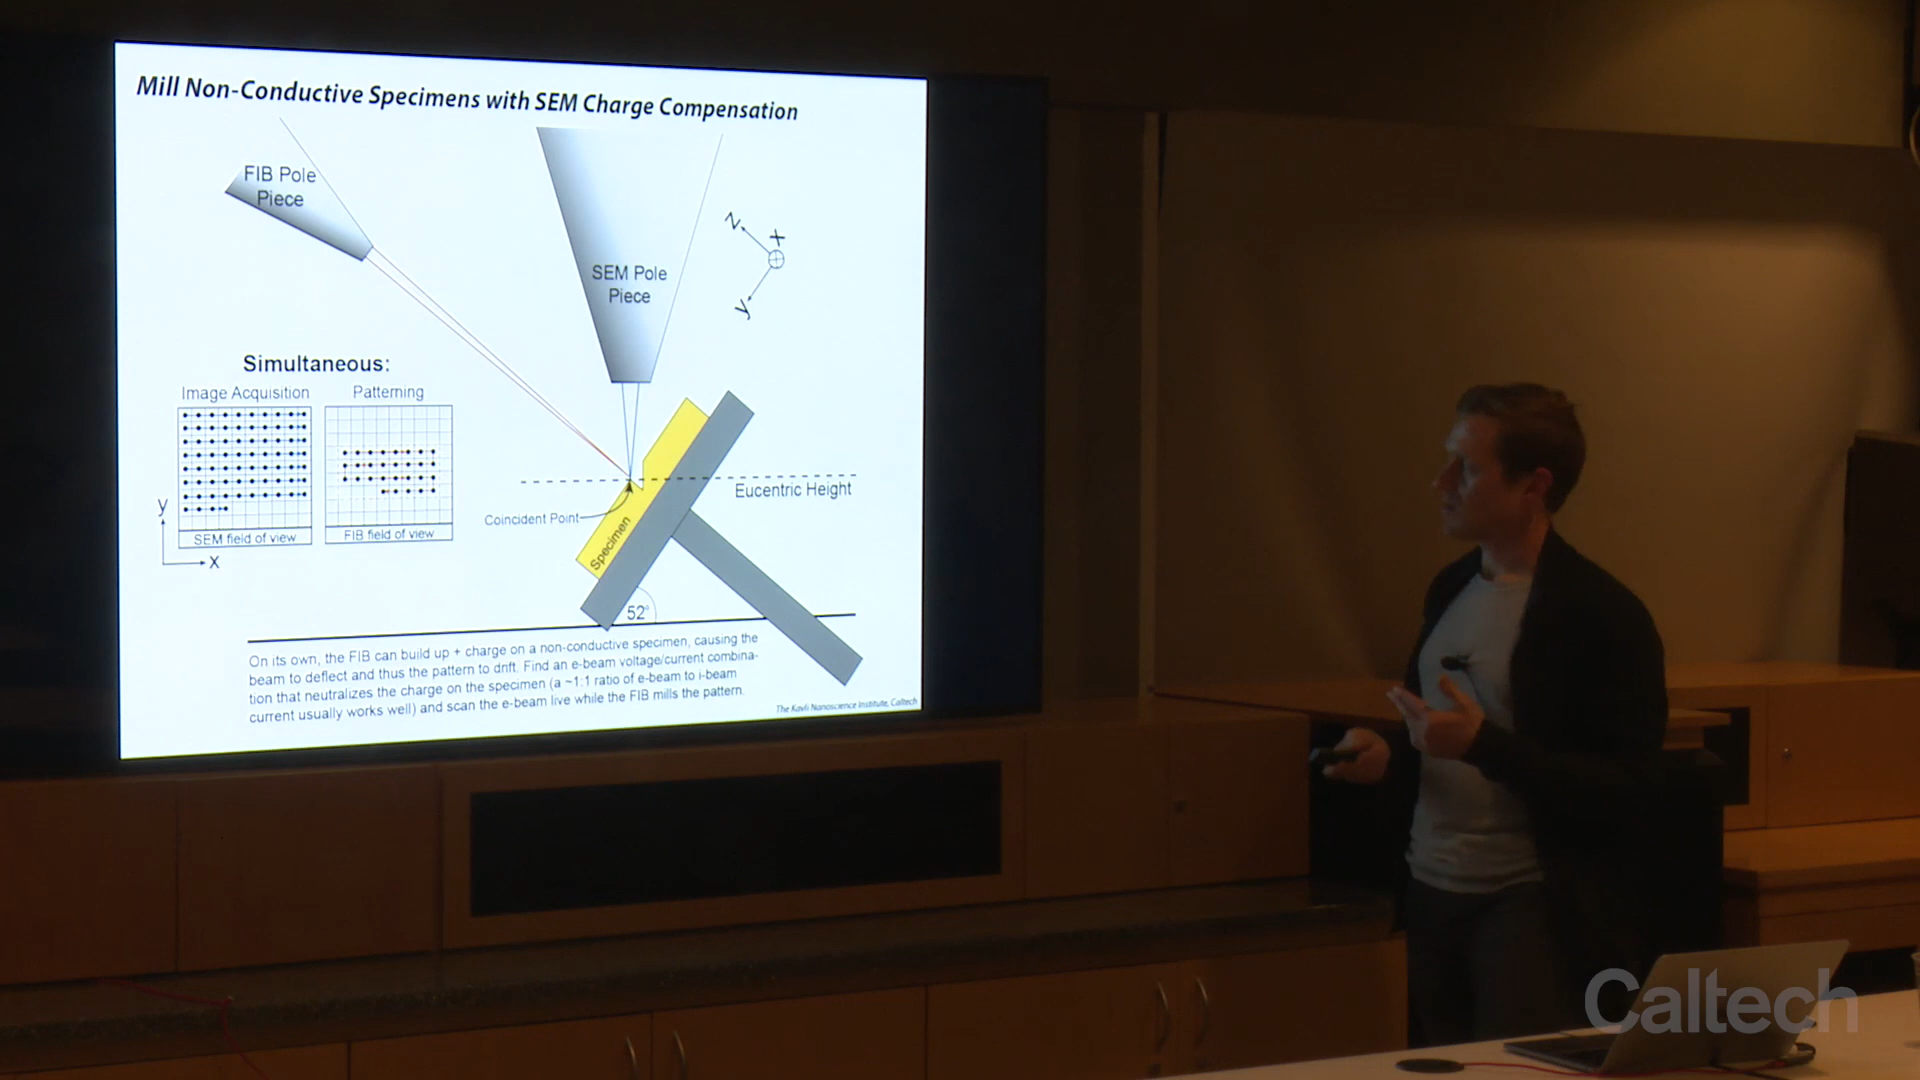 Mill Non-Conductive Specimens with SEM Charge Compensation
FIB Pole
Piece
SEM Pole
Piece
z
x
y
Simultaneous:
Image Acquisition
Patterning
y
SEM field of view
FIB field of view
x
Coincident Point
Eucentric Height
Specimen
52°
On its own, the FIB can build up + charge on a non-conductive specimen, causing the
beam to deflect and thus the pattern to drift. Find an e-beam voltage/current combina-
tion that neutralizes the charge on the specimen (a ~1:1 ratio of e-beam to i-beam
current usually works well) and scan the e-beam live while the FIB mills the pattern.
The Kavli Nanoscience Institute, Caltech
Caltech